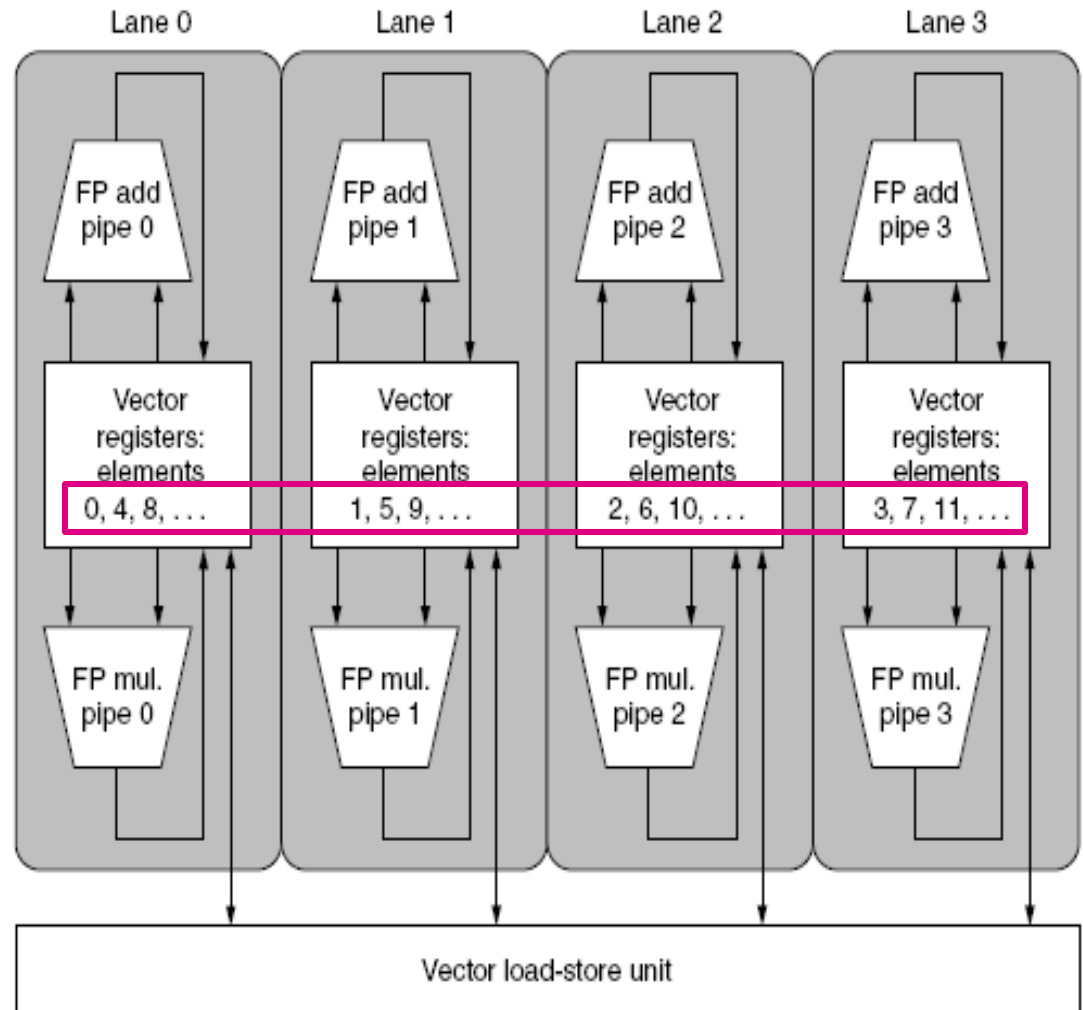 Lane 0
Lane 1
Lane 2
Lane 3
FP add
pipe 0
FP add
pipe 1
FP add
pipe 2
FP add
pipe 3
Vector
registers:
elements
0, 4, 8, . . .
Vector
registers:
elements
1, 5, 9, . . .
Vector
registers:
elements
2, 6, 10, . . .
Vector
registers:
elements
3, 7, 11, . . .
FP mul.
pipe 0
FP mul.
pipe 1
FP mul.
pipe 2
FP mul.
pipe 3
Vector load-store unit